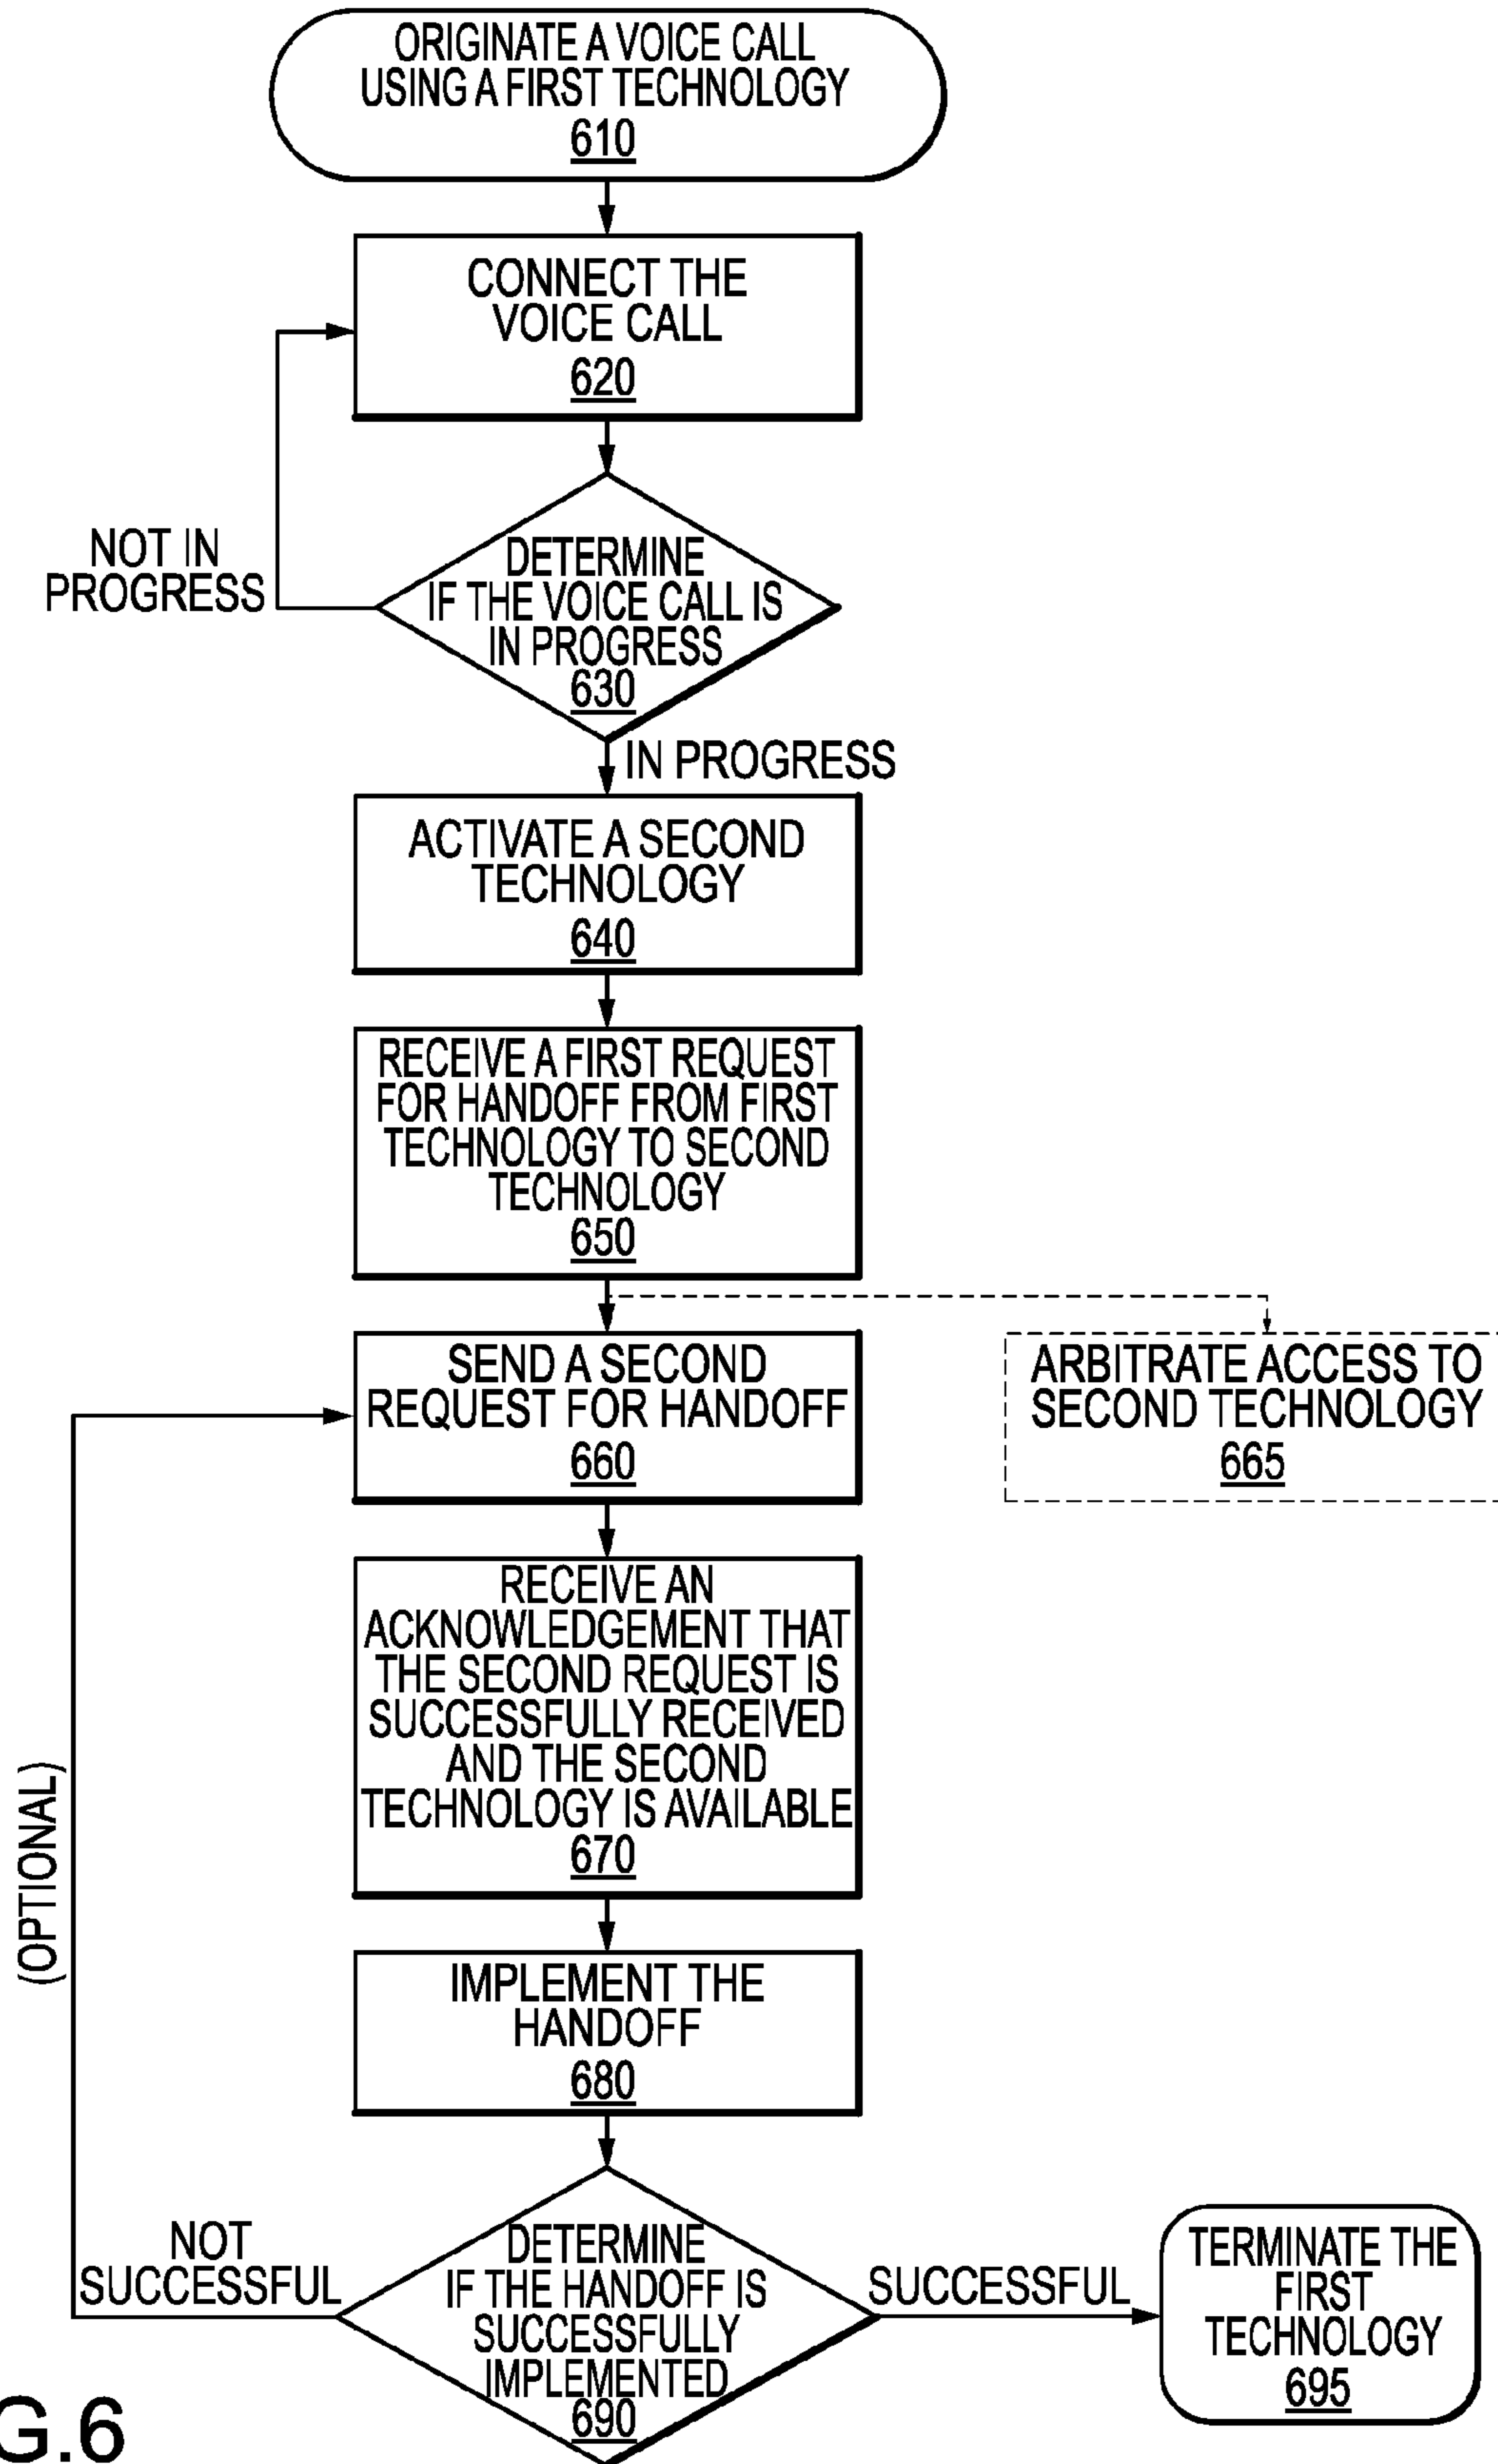 ORIGINATE A VOICE CALL
USING A FIRST TECHNOLOGY
610
CONNECT THE
VOICE CALL
620
NOT IN
PROGRESS
DETERMINE
IF THE VOICE CALL IS
IN PROGRESS
630
IN PROGRESS
ACTIVATE A SECOND
TECHNOLOGY
640
RECEIVE A FIRST REQUEST
FOR HANDOFF FROM FIRST
TECHNOLOGY TO SECOND
TECHNOLOGY
650
SEND A SECOND
REQUEST FOR HANDOFF
660
ARBITRATE ACCESS TO
SECOND TECHNOLOGY
665
RECEIVE AN
ACKNOWLEDGEMENT THAT
THE SECOND REQUEST IS
SUCCESSFULLY RECEIVED
AND THE SECOND
TECHNOLOGY IS AVAILABLE
670
(OPTIONAL)
IMPLEMENT THE
HANDOFF
680
NOT
SUCCESSFUL
DETERMINE
IF THE HANDOFF IS
SUCCESSFULLY
IMPLEMENTED
690
SUCCESSFUL
TERMINATE THE
FIRST
TECHNOLOGY
695
G.6